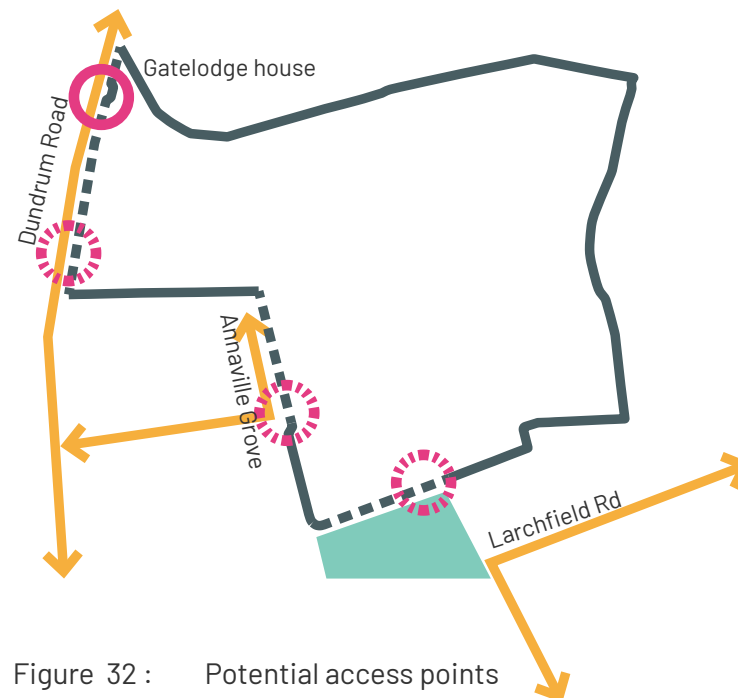 Gatelodge house
Dundrum Road
Annaville Grove
Larchfield Rd
Figure 32 : Potential access points